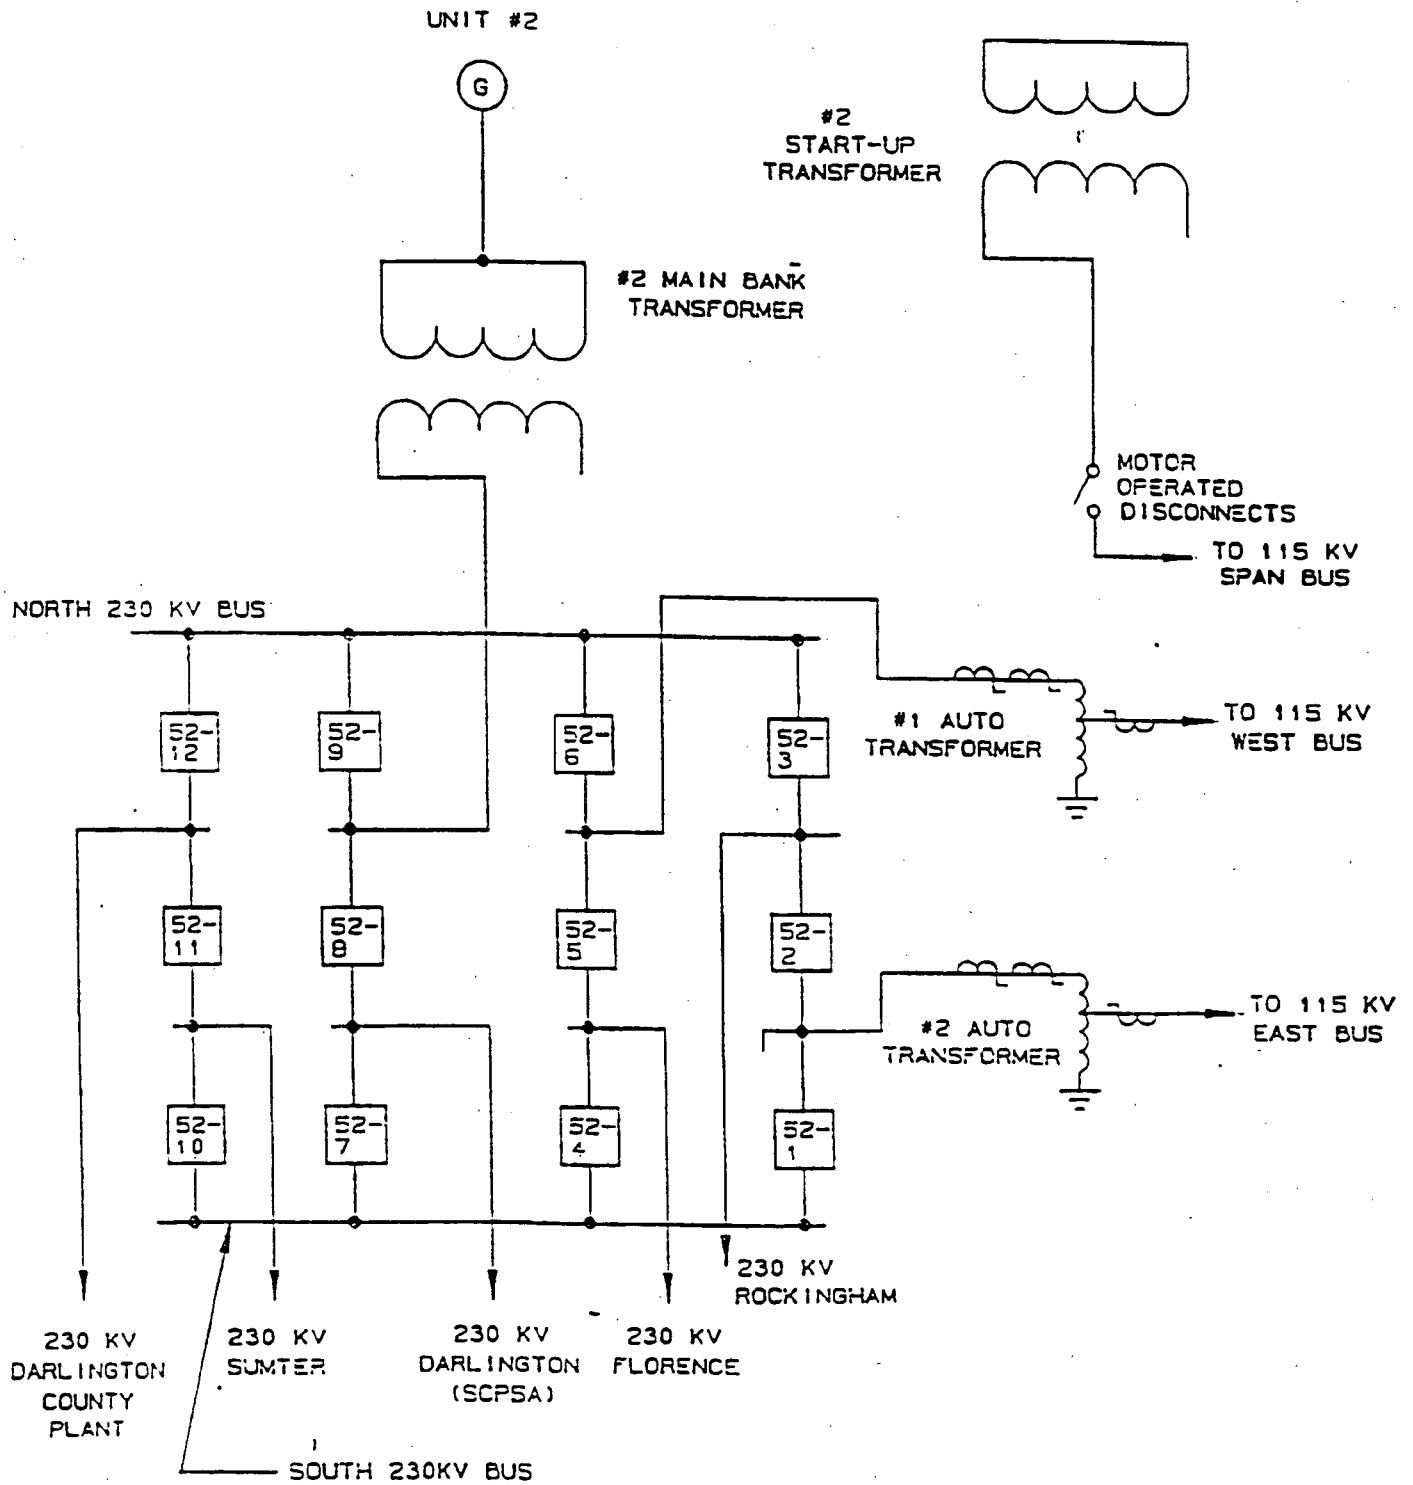 UNIT #2
G
#2
START-UP
TRANSFORMER
#2 MAIN BANK
TRANSFORMER
MOTOR
OPERATED
DISCONNECTS
TO 115 KV
SPAN BUS
NORTH 230 KV BUS
52-
12
52-
9
52-
6
52-
3
#1 AUTO
TRANSFORMER
TO 115 KV
WEST BUS
52-
11
52-
8
52-
5
52-
2
#2 AUTO
TRANSFORMER
TO 115 KV
EAST BUS
52-
10
52-
7
52-
4
52-
1
230 KV
ROCKINGHAM
230 KV
DARLINGTON
COUNTY
PLANT
230 KV
SUMTER
230 KV
DARLINGTON
(SCPSA)
230 KV
FLORENCE
SOUTH 230KV BUS